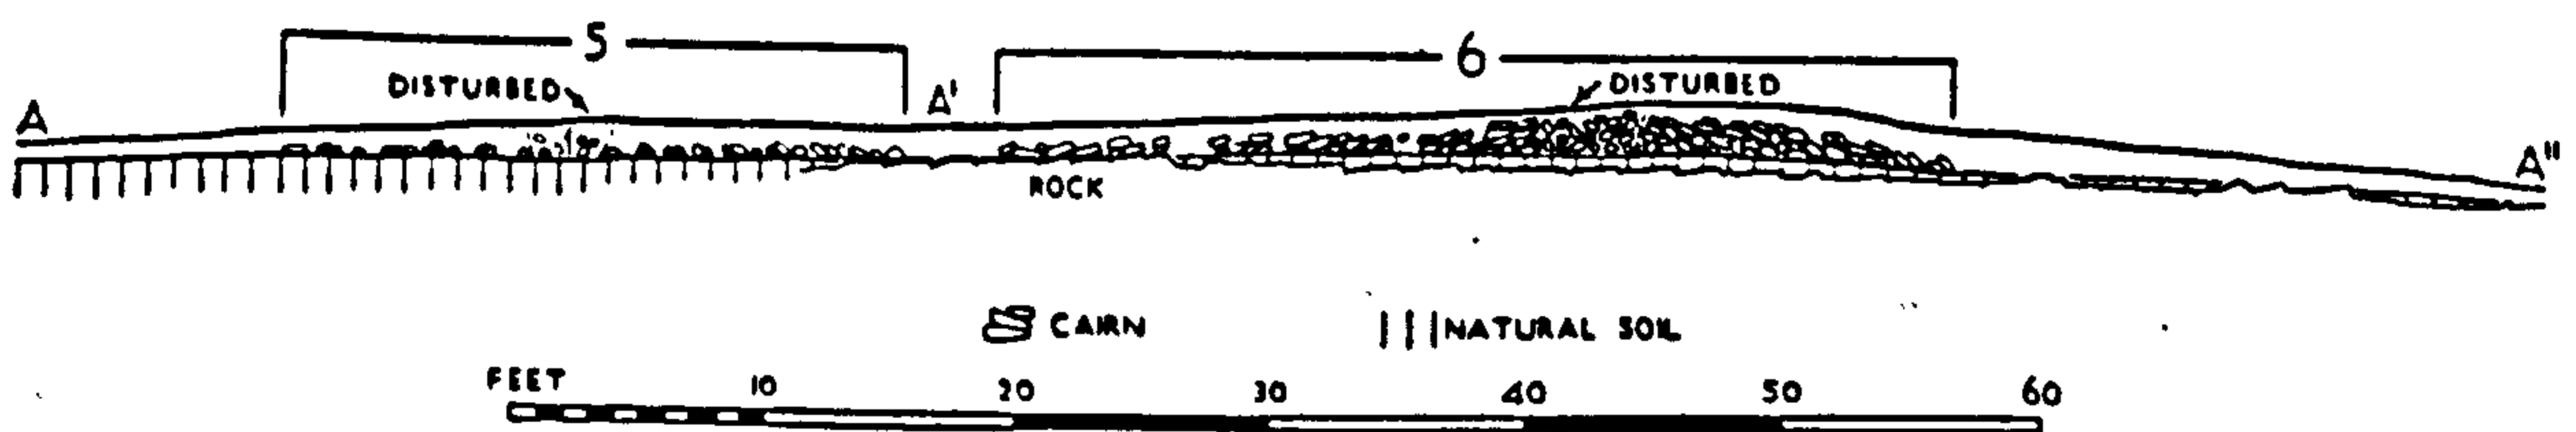 5
6
DISTURBED
DISTURBED
A
A'
A"
ROCK
CAIRN
NATURAL SOIL
FEET
10
20
30
40
50
60